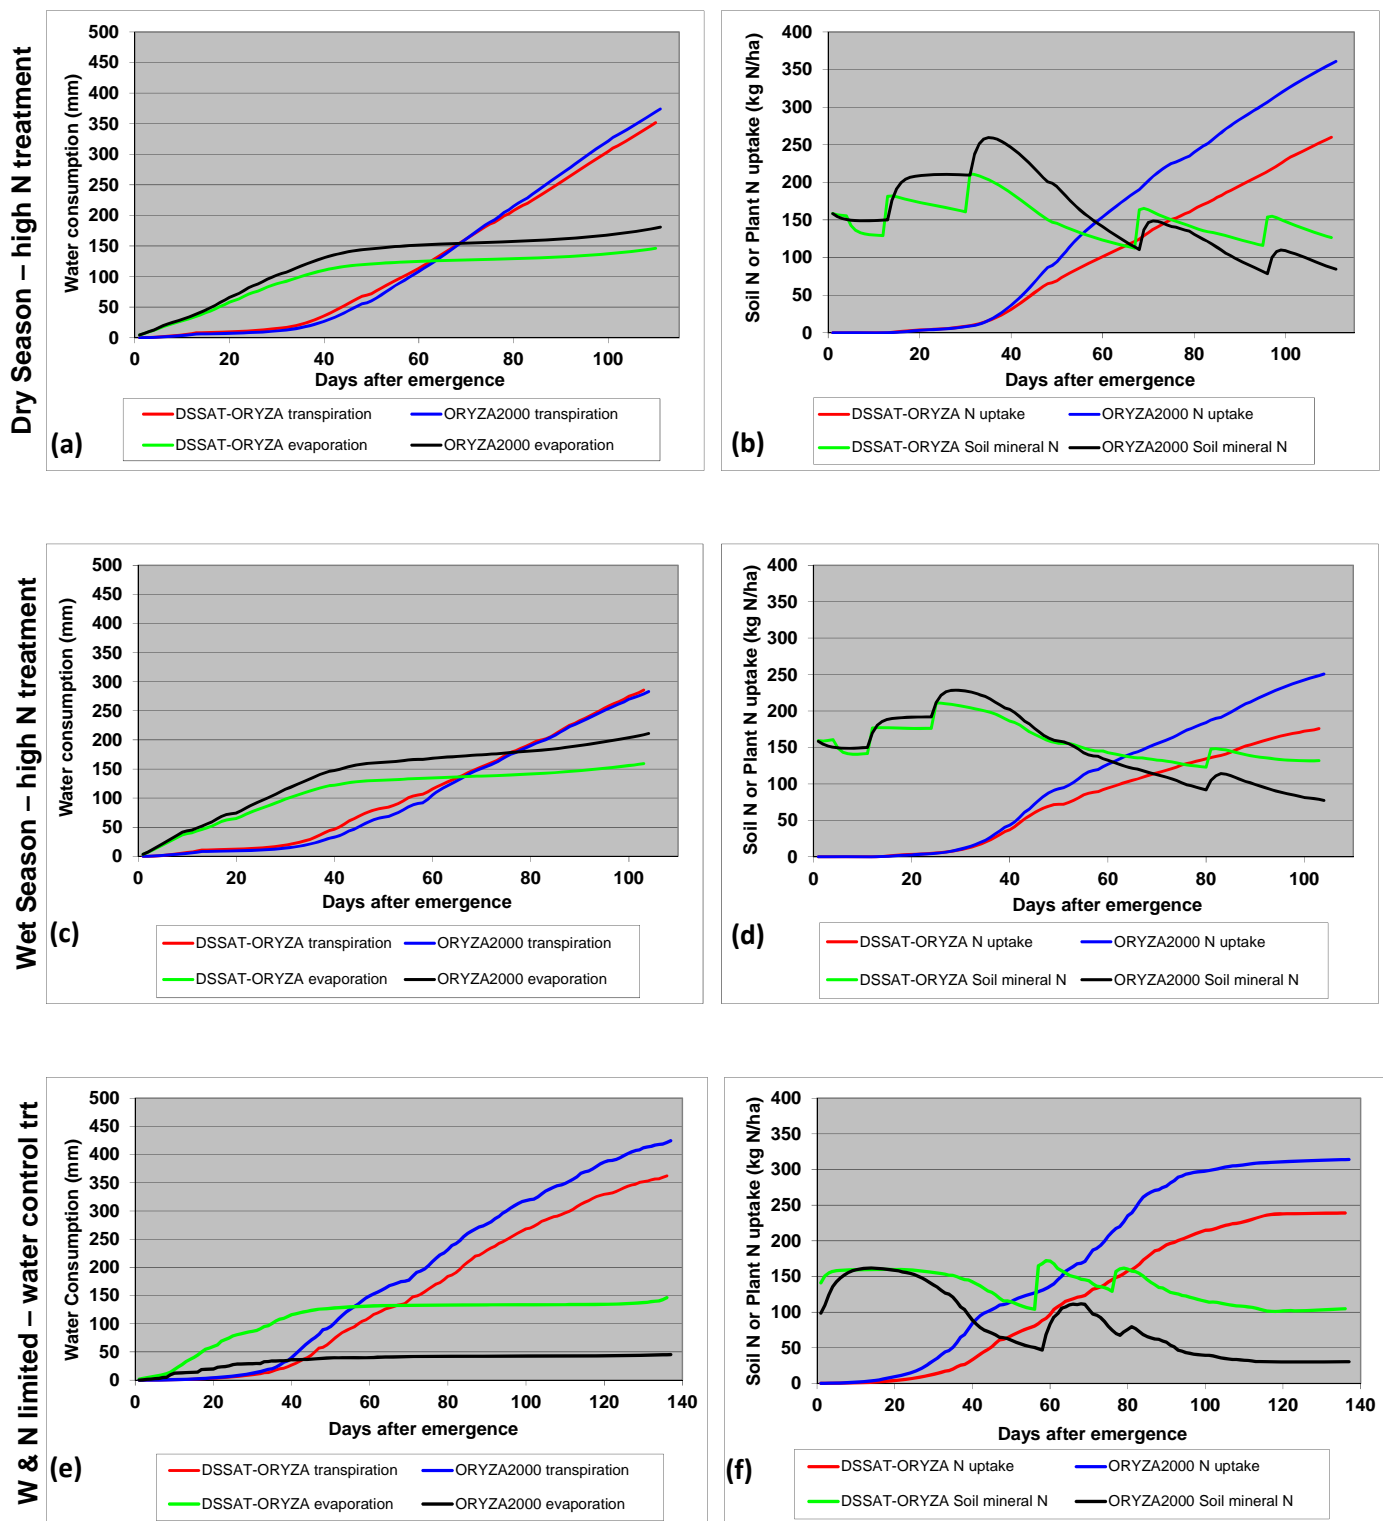 Dry Season – high N treatment
Water consumption (mm)
500
450
400
350
300
250
200
150
100
50
0
0 20 40 60 80 100
Days after emergence
DSSAT-ORYZA transpiration ORYZA2000 transpiration
DSSAT-ORYZA evaporation ORYZA2000 evaporation
(a)
Soil N or Plant N uptake (kg N/ha)
400
350
300
250
200
150
100
50
0
0 20 40 60 80 100
Days after emergence
DSSAT-ORYZA N uptake ORYZA2000 N uptake
DSSAT-ORYZA Soil mineral N ORYZA2000 Soil mineral N
(b)
Wet Season – high N treatment
Water consumption (mm)
500
450
400
350
300
250
200
150
100
50
0
0 20 40 60 80 100
Days after emergence
DSSAT-ORYZA transpiration ORYZA2000 transpiration
DSSAT-ORYZA evaporation ORYZA2000 evaporation
(c)
Soil N or Plant N uptake (kg N/ha)
400
350
300
250
200
150
100
50
0
0 20 40 60 80 100
Days after emergence
DSSAT-ORYZA N uptake ORYZA2000 N uptake
DSSAT-ORYZA Soil mineral N ORYZA2000 Soil mineral N
(d)
W & N limited – water control trt
Water Consumption (mm)
500
450
400
350
300
250
200
150
100
50
0
0 20 40 60 80 100 120 140
Days after emergence
DSSAT-ORYZA transpiration ORYZA2000 transpiration
DSSAT-ORYZA evaporation ORYZA2000 evaporation
(e)
Soil N or Plant N uptake (kg N/ha)
400
350
300
250
200
150
100
50
0
0 20 40 60 80 100 120 140
Days after emergence
DSSAT-ORYZA N uptake ORYZA2000 N uptake
DSSAT-ORYZA Soil mineral N ORYZA2000 Soil mineral N
(f)